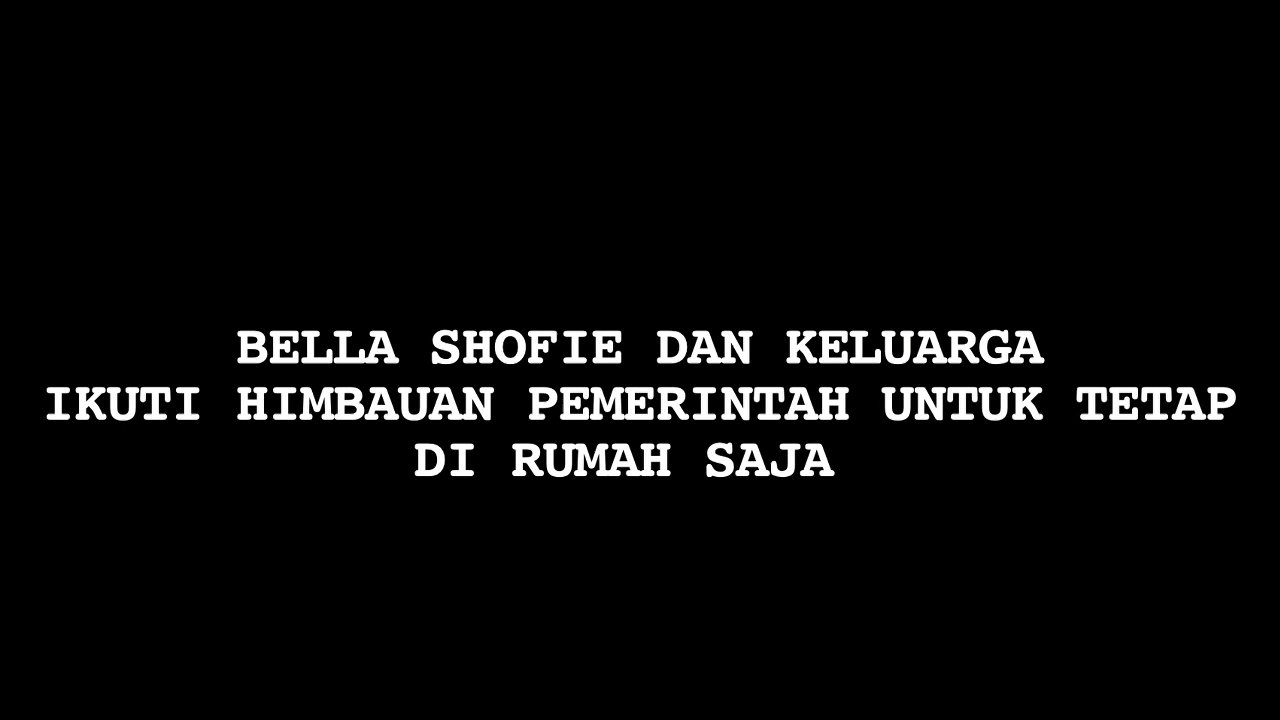 BELLA SHOFIE DAN KELUARGA
IKUTI HIMBAUAN PEMERINTAH UNTUK TETAP
DI RUMAH SAJA